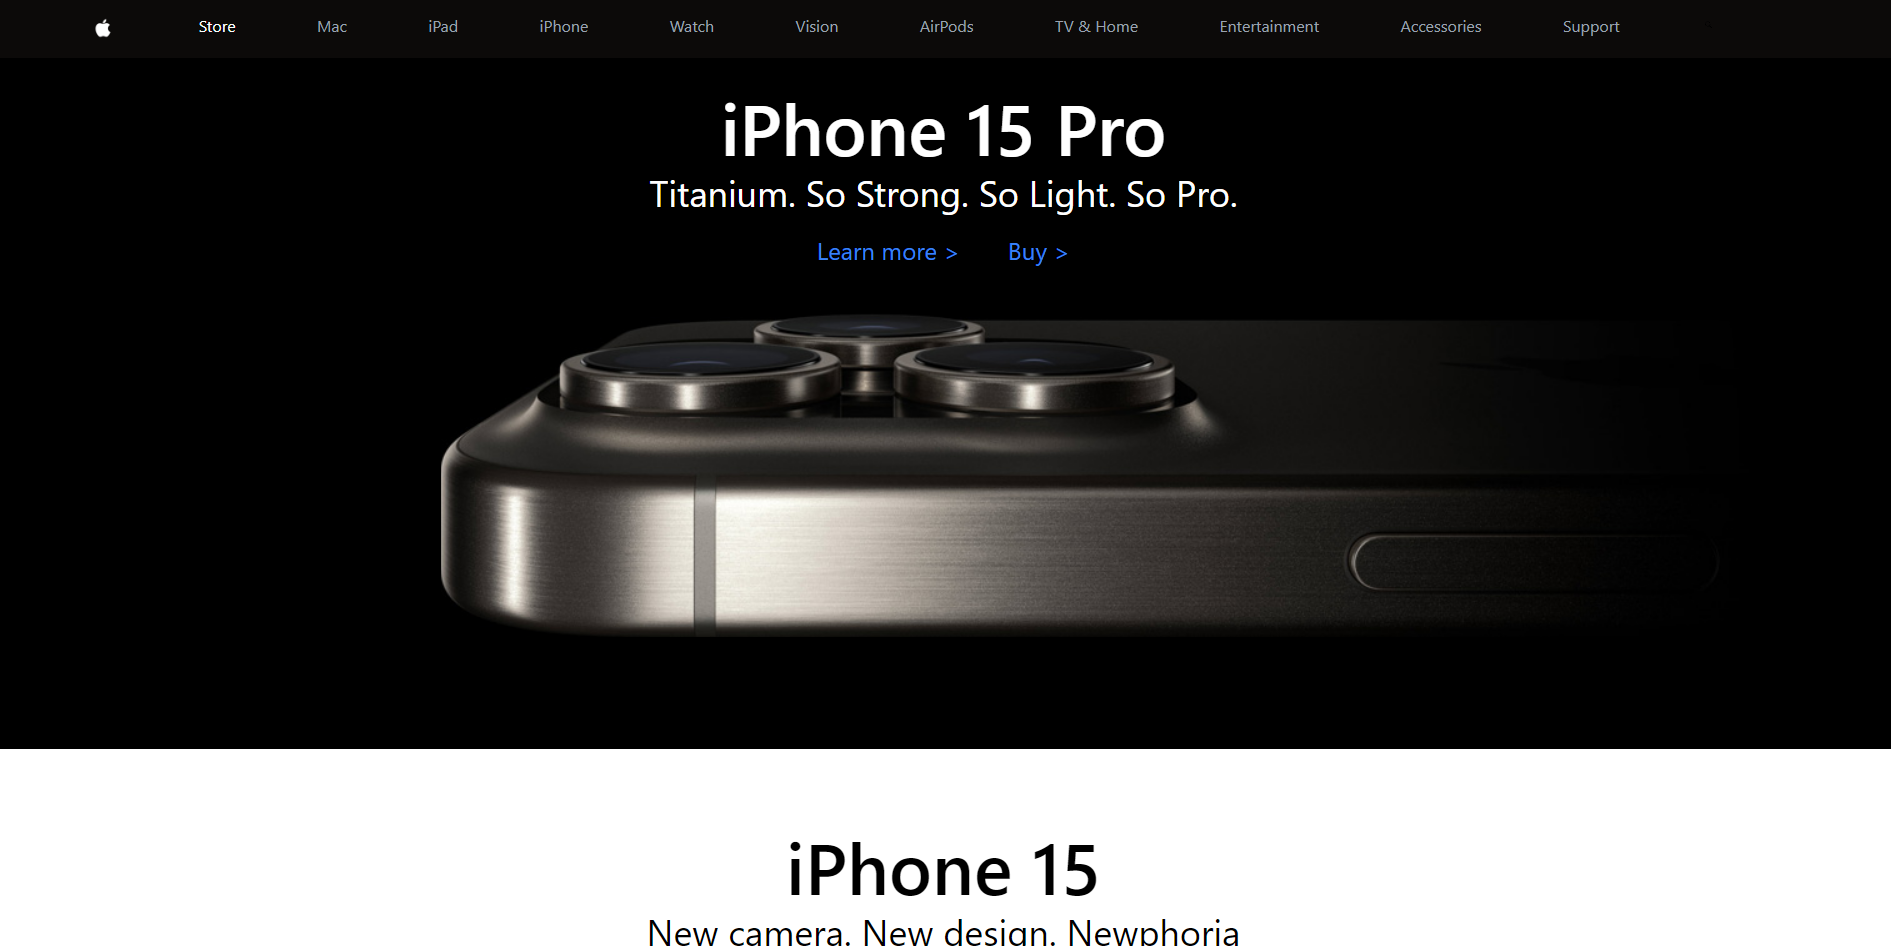 Store Mac iPad iPhone Watch Vision AirPods TV & Home Entertainment Accessories Support
iPhone 15 Pro
Titanium. So Strong. So Light. So Pro.
Learn more > Buy >
iPhone 15
New camera. New design. Newphoria